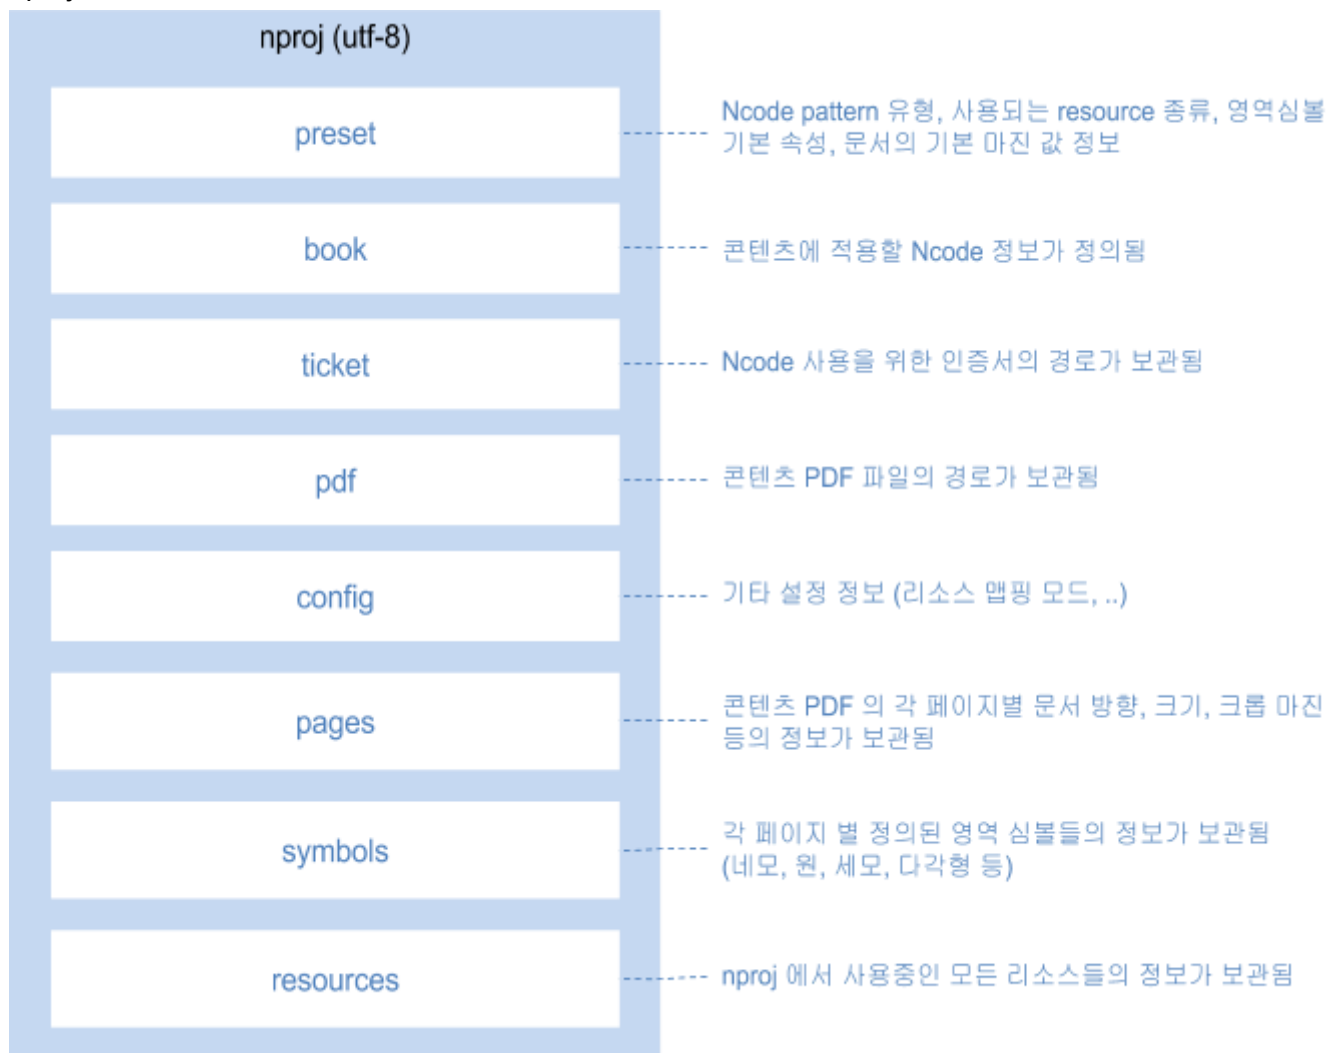 nproj (utf-8)
preset
Ncode pattern 유형, 사용되는 resource 종류, 영역심볼
기본 속성, 문서의 기본 마진 값 정보
book
콘텐츠에 적용할 Ncode 정보가 정의됨
ticket
Ncode 사용을 위한 인증서의 경로가 보관됨
pdf
콘텐츠 PDF 파일의 경로가 보관됨
config
기타 설정 정보 (리소스 맵핑 모드, ..)
pages
콘텐츠 PDF 의 각 페이지별 문서 방향, 크기, 크롭 마진
등의 정보가 보관됨
symbols
각 페이지 별 정의된 영역 심볼들의 정보가 보관됨
(네모, 원, 세모, 다각형 등)
resources
nproj 에서 사용중인 모든 리소스들의 정보가 보관됨